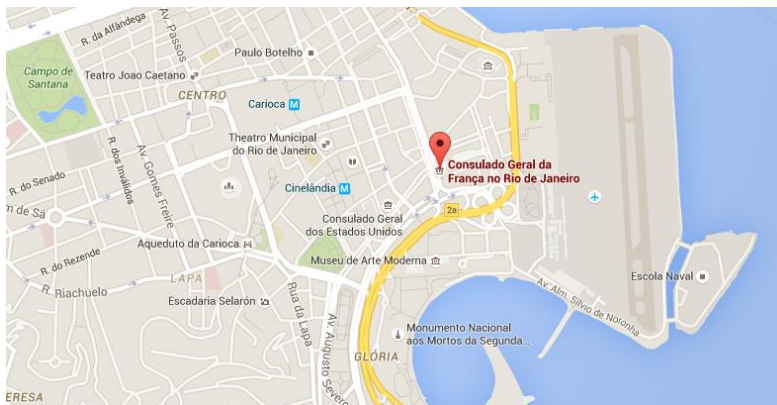 R. da Alfândega
Av. Passos
Paulo Botelho
Campo de
Santana
Teatro Joao Caetano
CENTRO
Carioca M
Theatro Municipal
do Rio de Janeiro
R. do Senado
R. dos Inválidos
Av. Gomes Freire
Consulado Geral da
França no Rio de Janeiro
Cinelândia M
m de Sá
Consulado Geral
dos Estados Unidos
2a
Aqueduto da Carioca
R. do Rezende
LAPA
Museu de Arte Moderna
R. Riachuelo
Escadaria Selarón
Rua da Lapa
Av. Augusto Severo
Escola Naval
Av. Alm. Silvio de Noronha
Monumento Nacional
aos Mortos da Segunda...
GLÓRIA
ERESA